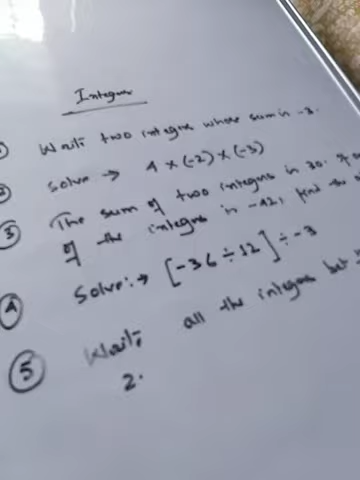 Integers
① Write two integers whose sum is -3.
② Solve → 4 × (-2) × (-3)
③ The sum of two integers is 30. If
of the integers is -42, find the
④ Solve:→ [-36 ÷ 12] ÷ -3
⑤ Write all the integers bet
2.